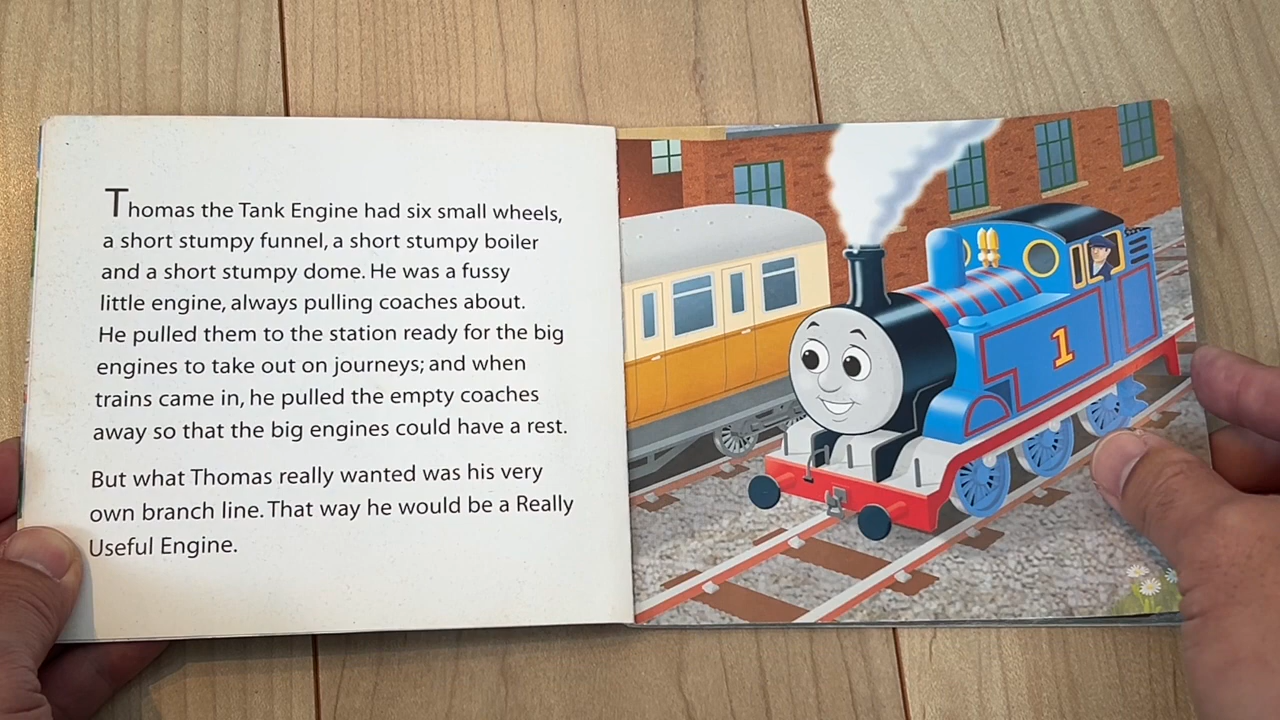 Thomas the Tank Engine had six small wheels,
a short stumpy funnel, a short stumpy boiler
and a short stumpy dome. He was a fussy
little engine, always pulling coaches about.
He pulled them to the station ready for the big
engines to take out on journeys; and when
trains came in, he pulled the empty coaches
away so that the big engines could have a rest.
But what Thomas really wanted was his very
own branch line. That way he would be a Really
Useful Engine.
1